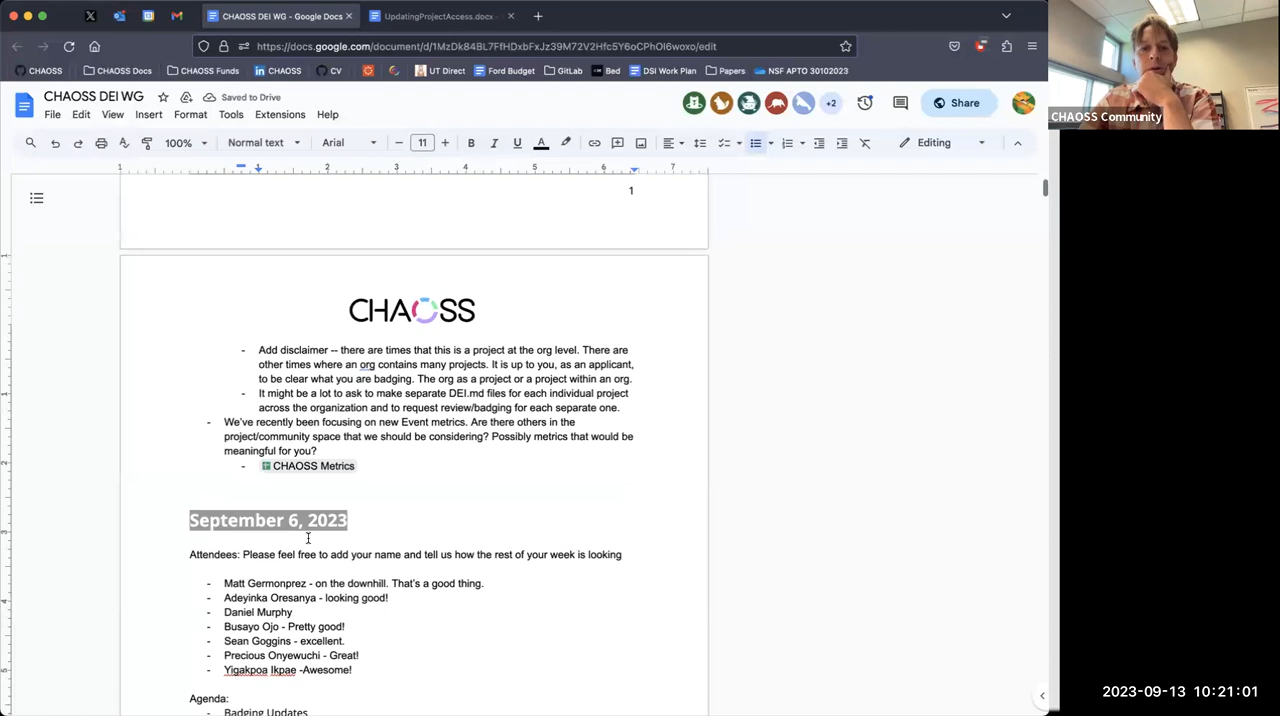 CHAOSS DEI WG - Google Docs
UpdatingProjectAccess.docx -
https://docs.google.com/document/d/1MzDk84BL7FfHDxbFxJz39M72V2Hfc5Y6oCPhOI6woxo/edit
CHAOSS CHAOSS Docs CHAOSS Funds CHAOSS CV UT Direct Ford Budget GitLab Bed DSI Work Plan Papers NSF APTO 30102023
CHAOSS DEI WG Saved to Drive
File Edit View Insert Format Tools Extensions Help
+2 Share
100% Normal text Arial 11 Editing
1 1 2 3 4 5 6 7
1
CHAOSS
- Add disclaimer -- there are times that this is a project at the org level. There are
other times where an org contains many projects. It is up to you, as an applicant,
to be clear what you are badging. The org as a project or a project within an org.
- It might be a lot to ask to make separate DEI.md files for each individual project
across the organization and to request review/badging for each separate one.
- We've recently been focusing on new Event metrics. Are there others in the
project/community space that we should be considering? Possibly metrics that would be
meaningful for you?
- CHAOSS Metrics
September 6, 2023
Attendees: Please feel free to add your name and tell us how the rest of your week is looking
- Matt Germonprez - on the downhill. That's a good thing.
- Adeyinka Oresanya - looking good!
- Daniel Murphy
- Busayo Ojo - Pretty good!
- Sean Goggins - excellent.
- Precious Onyewuchi - Great!
- Yigakpoa Ikpae -Awesome!
Agenda:
- Badging Updates
CHAOSS Community
2023-09-13 10:21:01